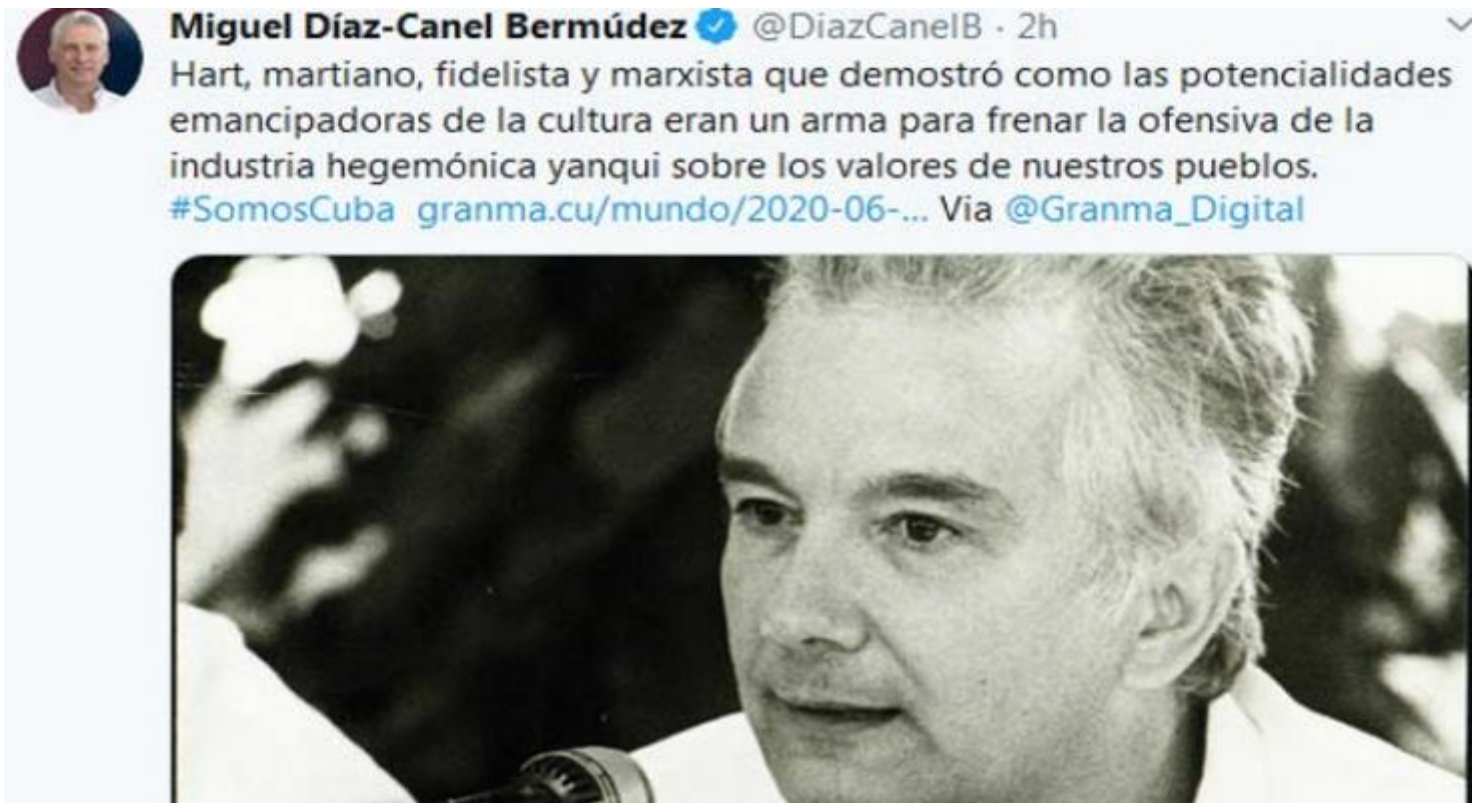 Miguel Díaz-Canel Bermúdez @DiazCanelB · 2h
Hart, martiano, fidelista y marxista que demostró como las potencialidades
emancipadoras de la cultura eran un arma para frenar la ofensiva de la
industria hegemónica yanqui sobre los valores de nuestros pueblos.
#SomosCuba granma.cu/mundo/2020-06-... Via @Granma_Digital